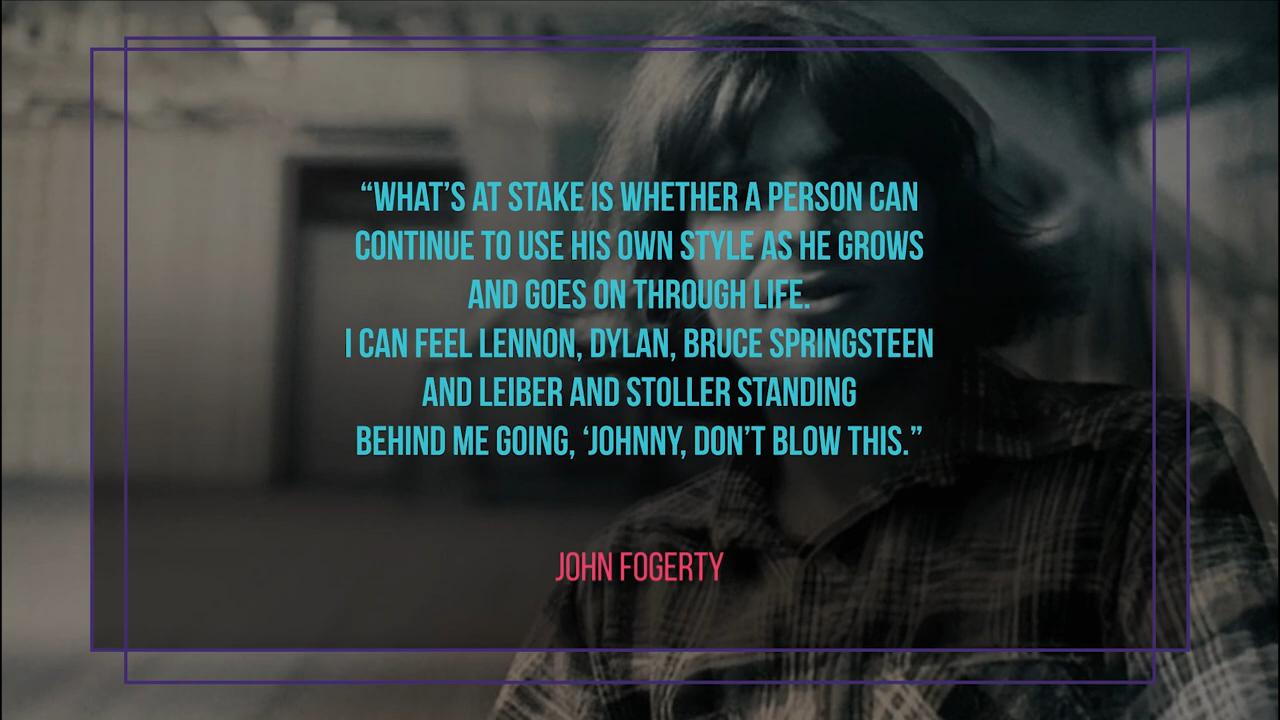 “WHAT’S AT STAKE IS WHETHER A PERSON CAN
CONTINUE TO USE HIS OWN STYLE AS HE GROWS
AND GOES ON THROUGH LIFE.
I CAN FEEL LENNON, DYLAN, BRUCE SPRINGSTEEN
AND LEIBER AND STOLLER STANDING
BEHIND ME GOING, ‘JOHNNY, DON’T BLOW THIS.”
JOHN FOGERTY